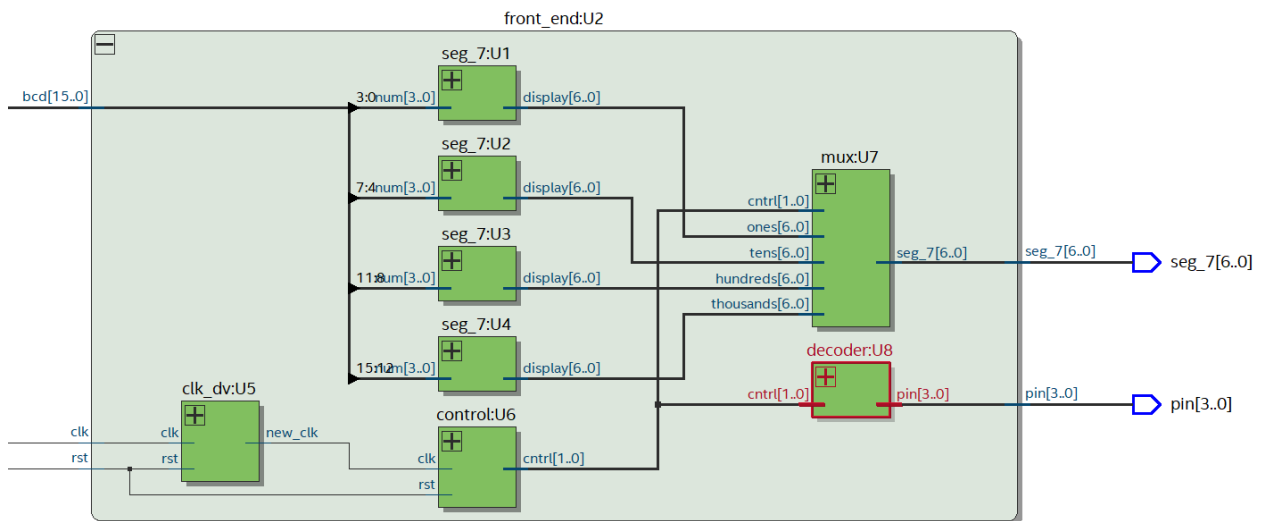 front_end:U2
seg_7:U1
bcd[15..0]
3:0
num[3..0]
display[6..0]
seg_7:U2
7:4
num[3..0]
display[6..0]
mux:U7
cntrl[1..0]
ones[6..0]
tens[6..0]
hundreds[6..0]
thousands[6..0]
seg_7[6..0]
seg_7[6..0]
seg_7[6..0]
seg_7:U3
11:8
num[3..0]
display[6..0]
seg_7:U4
15:12
num[3..0]
display[6..0]
decoder:U8
cntrl[1..0]
pin[3..0]
pin[3..0]
pin[3..0]
clk_dv:U5
clk
clk
new_clk
rst
rst
control:U6
clk
cntrl[1..0]
rst